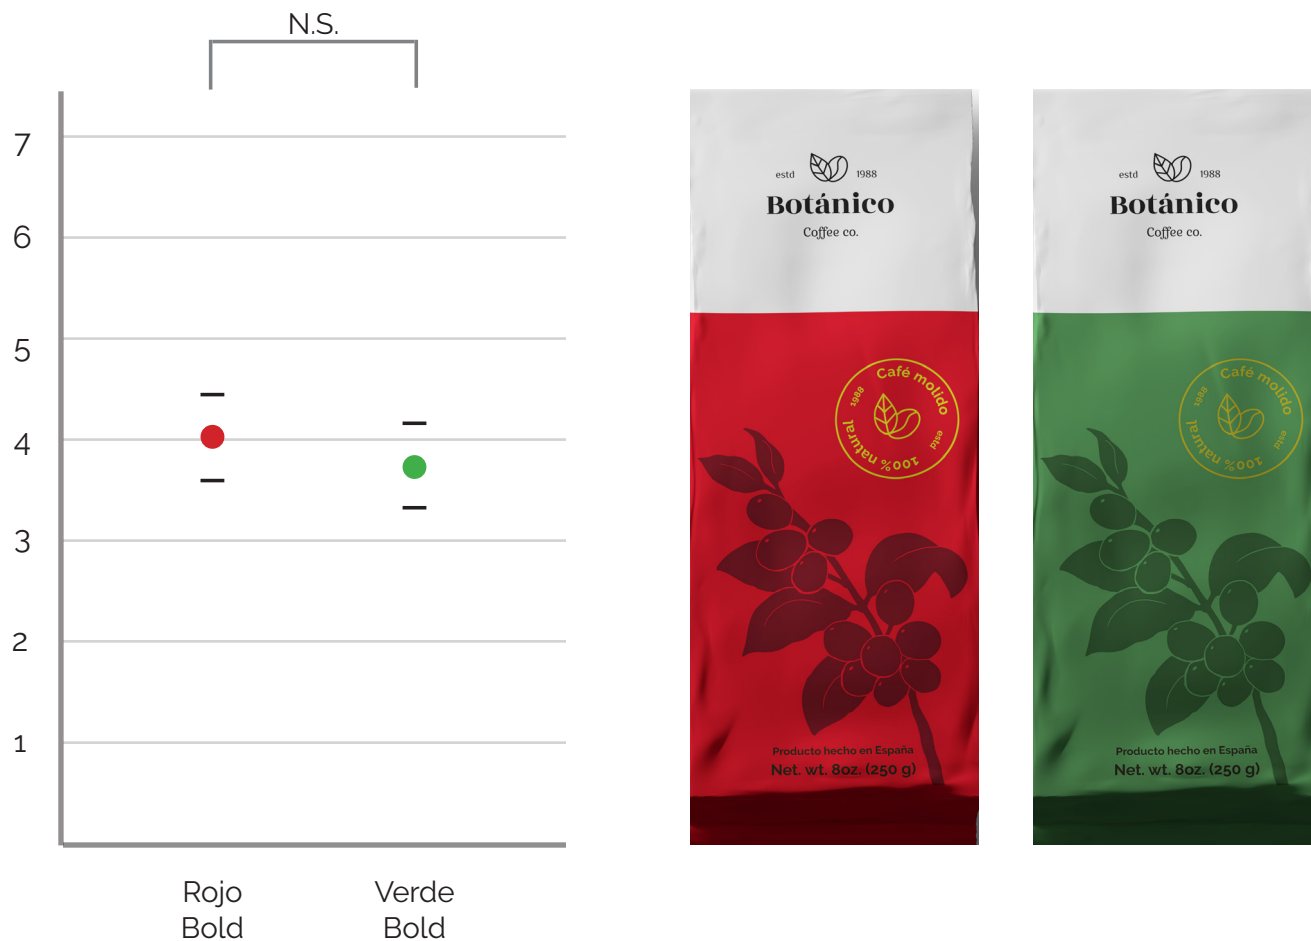 N.S.
7
6
5
4
3
2
1
Rojo
Bold
Verde
Bold
estd 1988
Botánico
Coffee co.
Café molido
1988
estd
100% natural
Producto hecho en España
Net. wt. 8oz. (250 g)
estd 1988
Botánico
Coffee co.
Café molido
1988
estd
100% natural
Producto hecho en España
Net. wt. 8oz. (250 g)